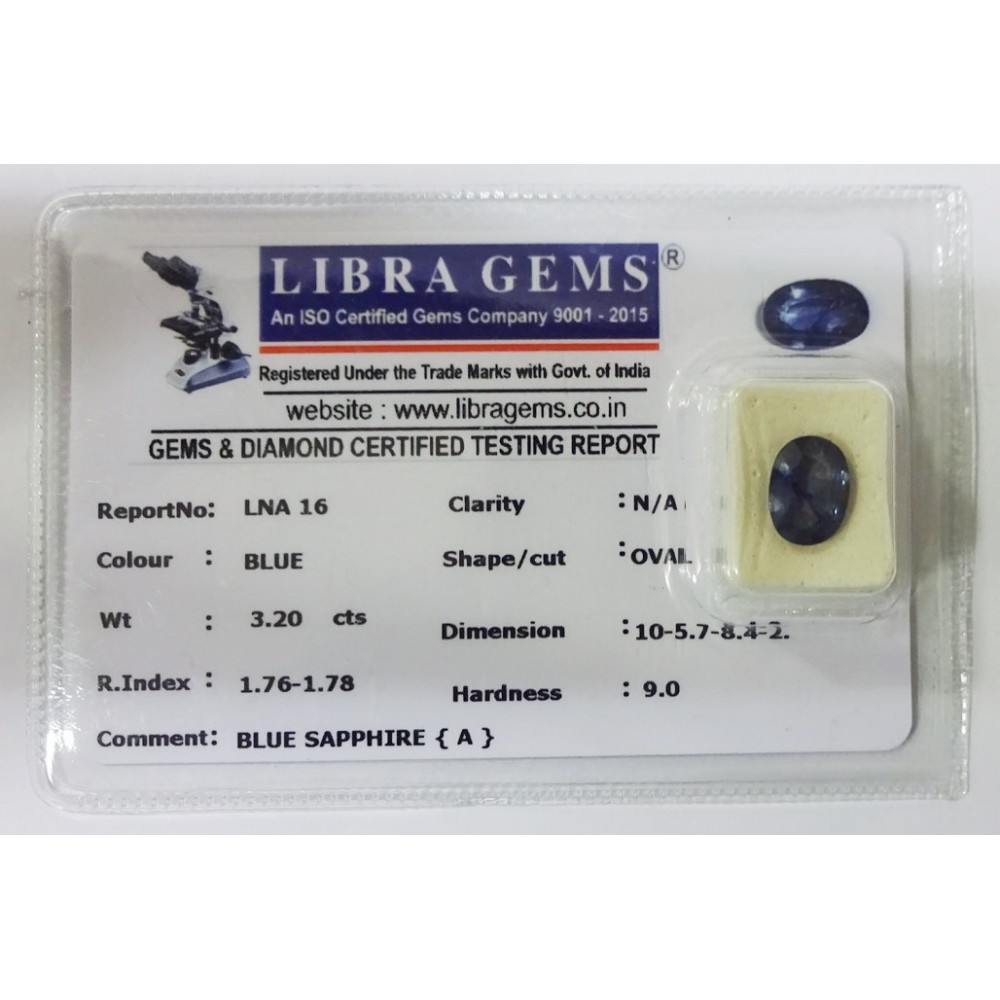 LIBRA GEMS ®
An ISO Certified Gems Company 9001 - 2015
Registered Under the Trade Marks with Govt. of India
website : www.libragems.co.in
GEMS & DIAMOND CERTIFIED TESTING REPORT
ReportNo: LNA 16 Clarity : N/A
Colour : BLUE Shape/cut : OVAL
Wt : 3.20 cts Dimension : 10-5.7-8.4-2.
R.Index : 1.76-1.78 Hardness : 9.0
Comment: BLUE SAPPHIRE { A }